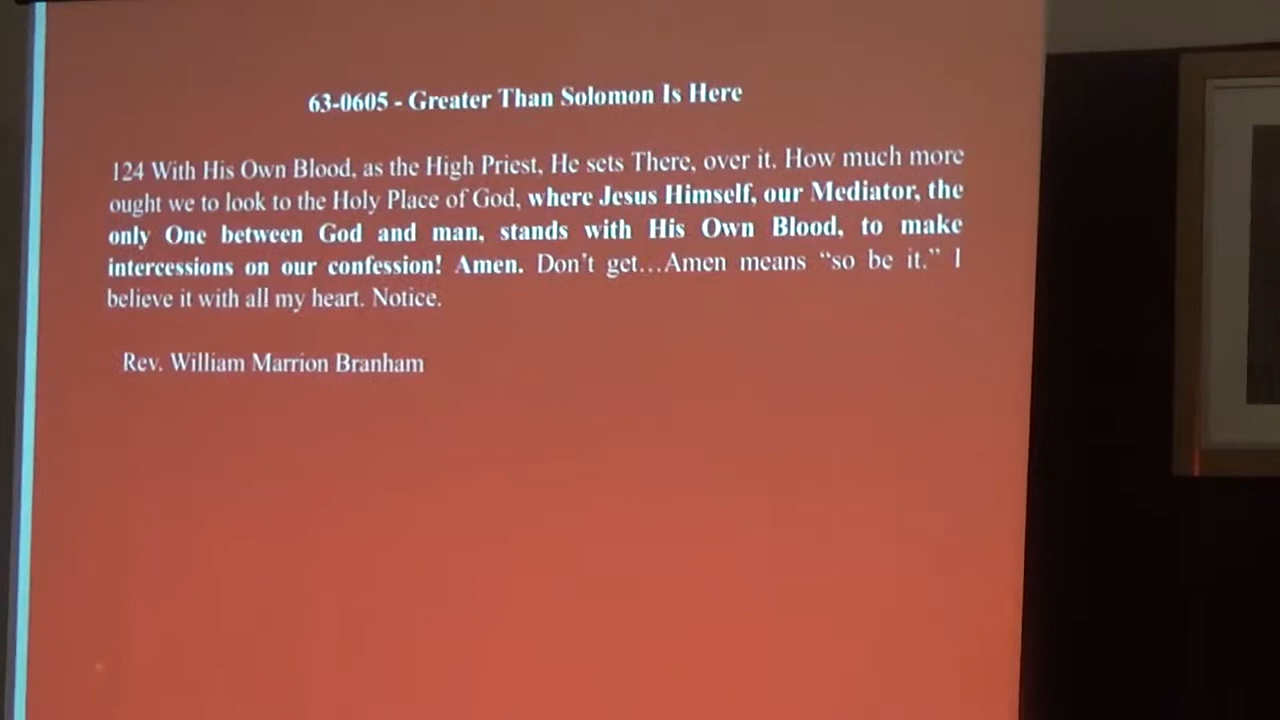 63-0605 - Greater Than Solomon Is Here
124 With His Own Blood, as the High Priest, He sets There, over it. How much more
ought we to look to the Holy Place of God, where Jesus Himself, our Mediator, the
only One between God and man, stands with His Own Blood, to make
intercessions on our confession! Amen. Don't get…Amen means “so be it.” I
believe it with all my heart. Notice.
Rev. William Marrion Branham